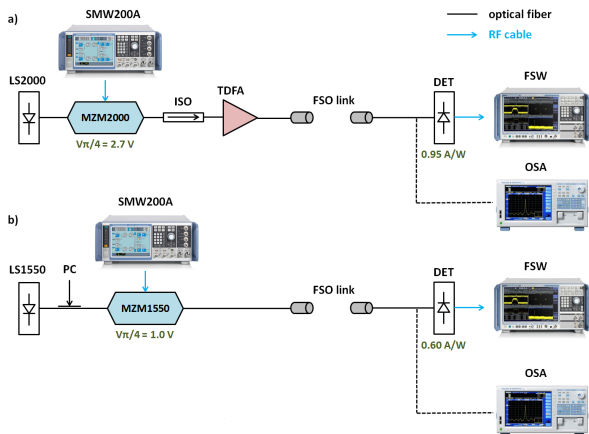 a)
SMW200A
optical fiber
RF cable
LS2000
MZM2000
Vπ/4 = 2.7 V
ISO
TDFA
FSO link
DET
0.95 A/W
FSW
OSA
b)
SMW200A
LS1550
PC
MZM1550
Vπ/4 = 1.0 V
FSO link
DET
0.60 A/W
FSW
OSA